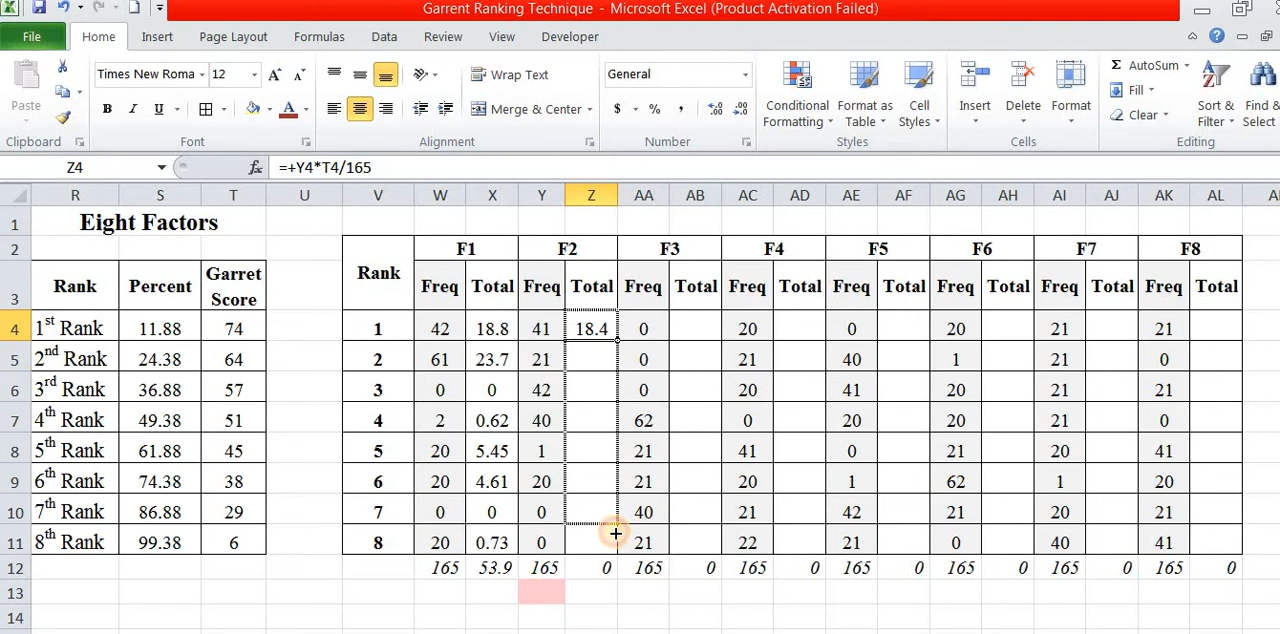 Garrent Ranking Technique - Microsoft Excel (Product Activation Failed)
File Home Insert Page Layout Formulas Data Review View Developer
Paste
Times New Roma 12
B I U A A A
Wrap Text
Merge & Center
General
$ % ,
Conditional Formatting
Format as Table
Cell Styles
Insert
Delete
Format
Σ AutoSum
Fill
Clear
Sort & Filter
Find & Select
Clipboard Font Alignment Number Styles Cells Editing
Z4 fx =+Y4*T4/165
R S T U V W X Y Z AA AB AC AD AE AF AG AH AI AJ AK AL
1 Eight Factors
2 F1 F2 F3 F4 F5 F6 F7 F8
3 Rank Percent Garret Score Rank Freq Total Freq Total Freq Total Freq Total Freq Total Freq Total Freq Total Freq Total
4 1st Rank 11.88 74 1 42 18.8 41 18.4 0 20 0 20 21 21
5 2nd Rank 24.38 64 2 61 23.7 21 0 21 40 1 21 0
6 3rd Rank 36.88 57 3 0 0 42 0 20 41 20 21 21
7 4th Rank 49.38 51 4 2 0.62 40 62 0 20 20 21 0
8 5th Rank 61.88 45 5 20 5.45 1 21 41 0 21 20 41
9 6th Rank 74.38 38 6 20 4.61 20 21 20 1 62 1 20
10 7th Rank 86.88 29 7 0 0 0 40 21 42 21 20 21
11 8th Rank 99.38 6 8 20 0.73 0 21 22 21 0 40 41
12 165 53.9 165 0 165 0 165 0 165 0 165 0 165 0 165 0
13
14